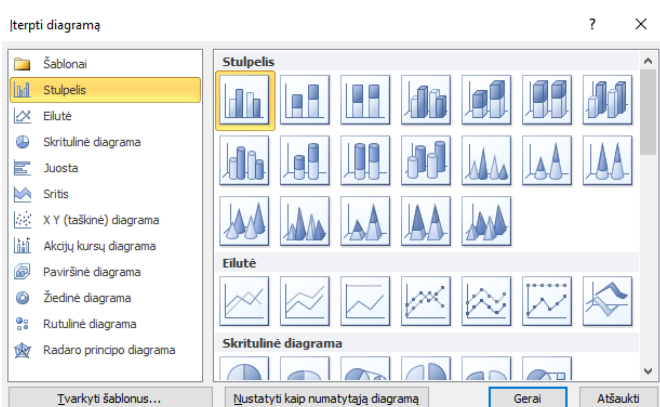 Įterpti diagramą
Šablonai
Stulpelis
Eilutė
Skritulinė diagrama
Juosta
Sritis
X Y (taškinė) diagrama
Akcijų kursų diagrama
Paviršinė diagrama
Žiedinė diagrama
Rutulinė diagrama
Radaro principo diagrama
Stulpelis
Eilutė
Skritulinė diagrama
Tvarkyti šablonus...
Nustatyti kaip numatytąją diagramą
Gerai
Atšaukti